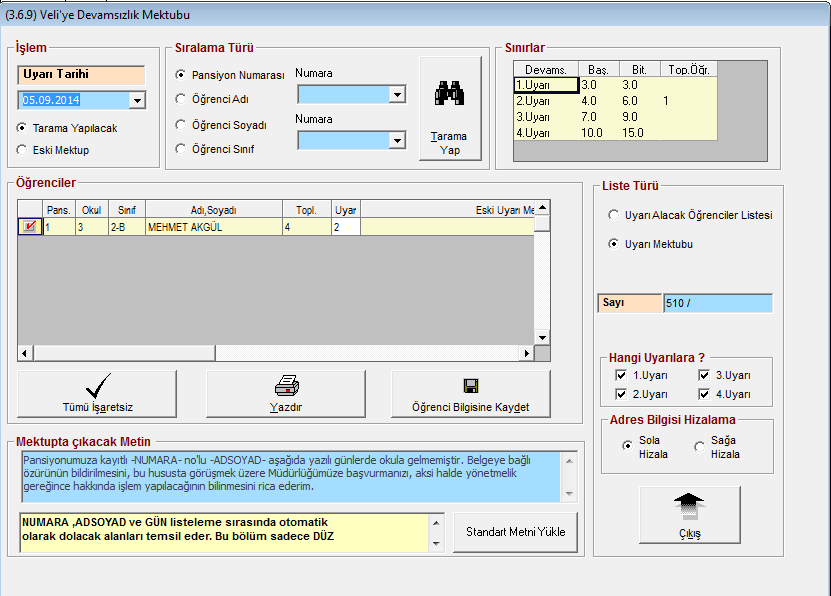 (3.6.9) Veli'ye Devamsızlık Mektubu
İşlem
Uyarı Tarihi
05.09.2014
Tarama Yapılacak
Eski Mektup
Sıralama Türü
Pansiyon Numarası
Öğrenci Adı
Öğrenci Soyadı
Öğrenci Sınıf
Numara
Numara
Tarama
Yap
Sınırlar
Devams. Baş. Bit. Top.Öğr.
1.Uyarı 3.0 3.0
2.Uyarı 4.0 6.0 1
3.Uyarı 7.0 9.0
4.Uyarı 10.0 15.0
Öğrenciler
Pans. Okul Sınıf Adı,Soyadı Topl. Uyar Eski Uyarı Me
1 3 2-B MEHMET AKGÜL 4 2
Tümü İşaretsiz
Yazdır
Öğrenci Bilgisine Kaydet
Liste Türü
Uyarı Alacak Öğrenciler Listesi
Uyarı Mektubu
Sayı 510 /
Hangi Uyarılara ?
1.Uyarı 3.Uyarı
2.Uyarı 4.Uyarı
Adres Bilgisi Hizalama
Sola Hizala
Sağa Hizala
Çıkış
Mektupta çıkacak Metin
Pansiyonumuza kayıtlı -NUMARA- no'lu -ADSOYAD- aşağıda yazılı günlerde okula gelmemiştir. Belgeye bağlı
özürünün bildirilmesini, bu hususta görüşmek üzere Müdürlüğümüze başvurmanızı, aksi halde yönetmelik
gereğince hakkında işlem yapılacağının bilinmesini rica ederim.
NUMARA ,ADSOYAD ve GÜN listeleme sırasında otomatik
olarak dolacak alanları temsil eder. Bu bölüm sadece DÜZ
Standart Metni Yükle